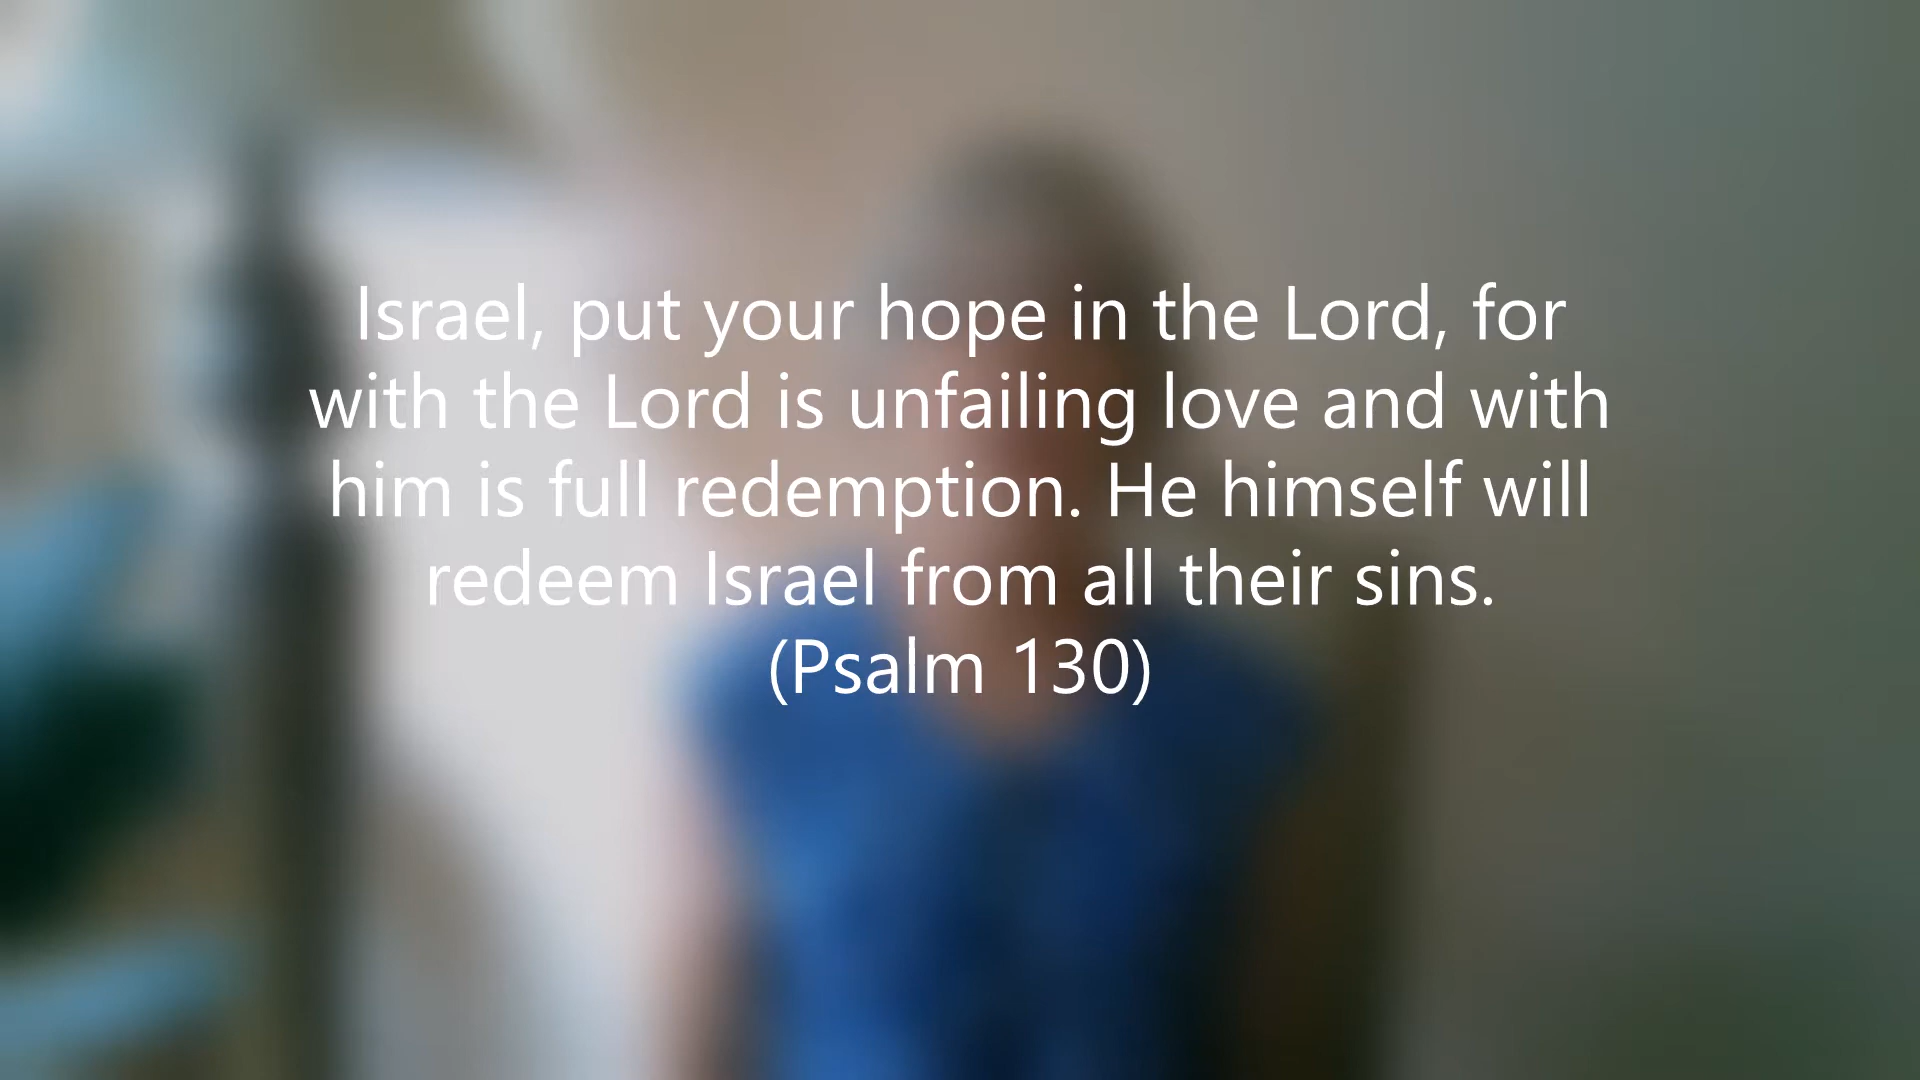 Israel, put your hope in the Lord, for
with the Lord is unfailing love and with
him is full redemption. He himself will
redeem Israel from all their sins.
(Psalm 130)